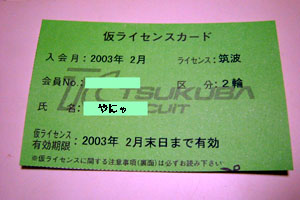 仮ライセンスカード
入会月：2003年 2月 ライセンス：筑波
会員No. 区分：2輪
TSUKUBA
CIRCUIT
氏名：やにゃ
仮ライセンス
有効期限：2003年 2月末日まで有効
※仮ライセンスに関する注意事項(裏面)は必ずお読み下さい